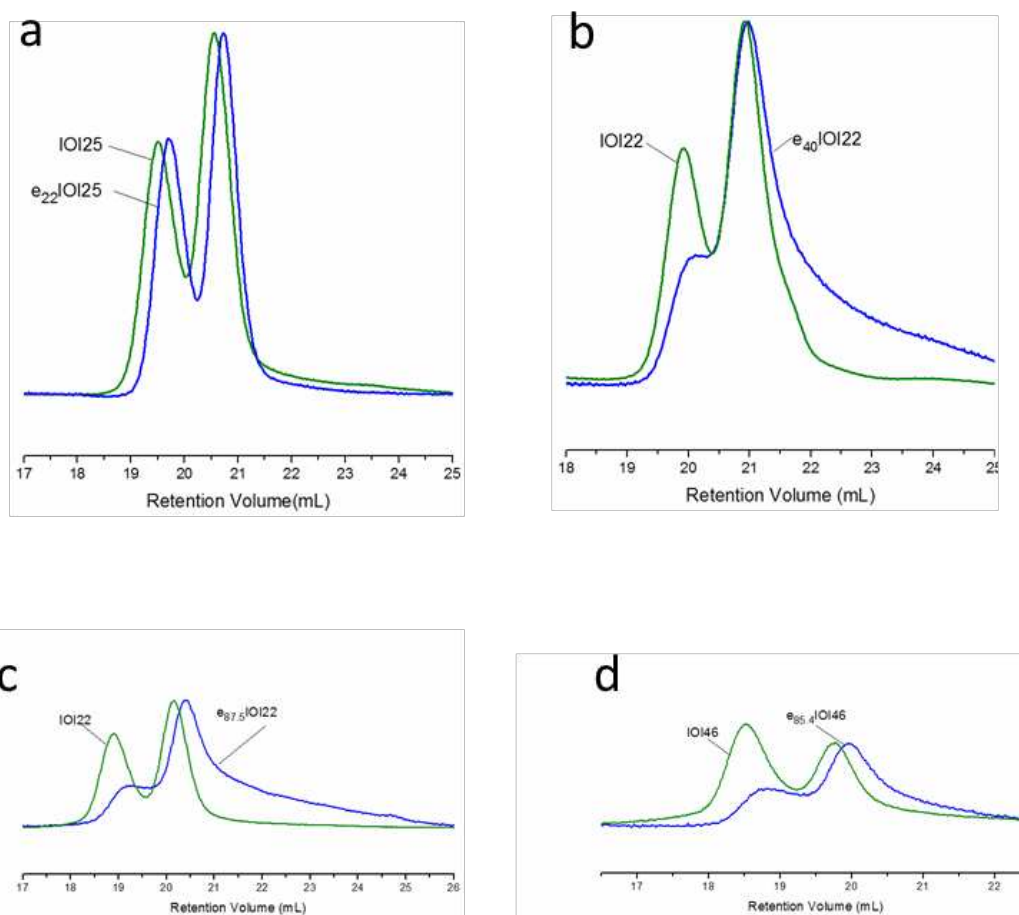 a
IOI25
e22IOI25
17 18 19 20 21 22 23 24 25
Retention Volume(mL)
b
IOI22
e40IOI22
18 19 20 21 22 23 24 25
Retention Volume (mL)
c
IOI22
e87.5IOI22
17 18 19 20 21 22 23 24 25 26
Retention Volume (mL)
d
IOI46
e85.4IOI46
17 18 19 20 21 22
Retention Volume (mL)